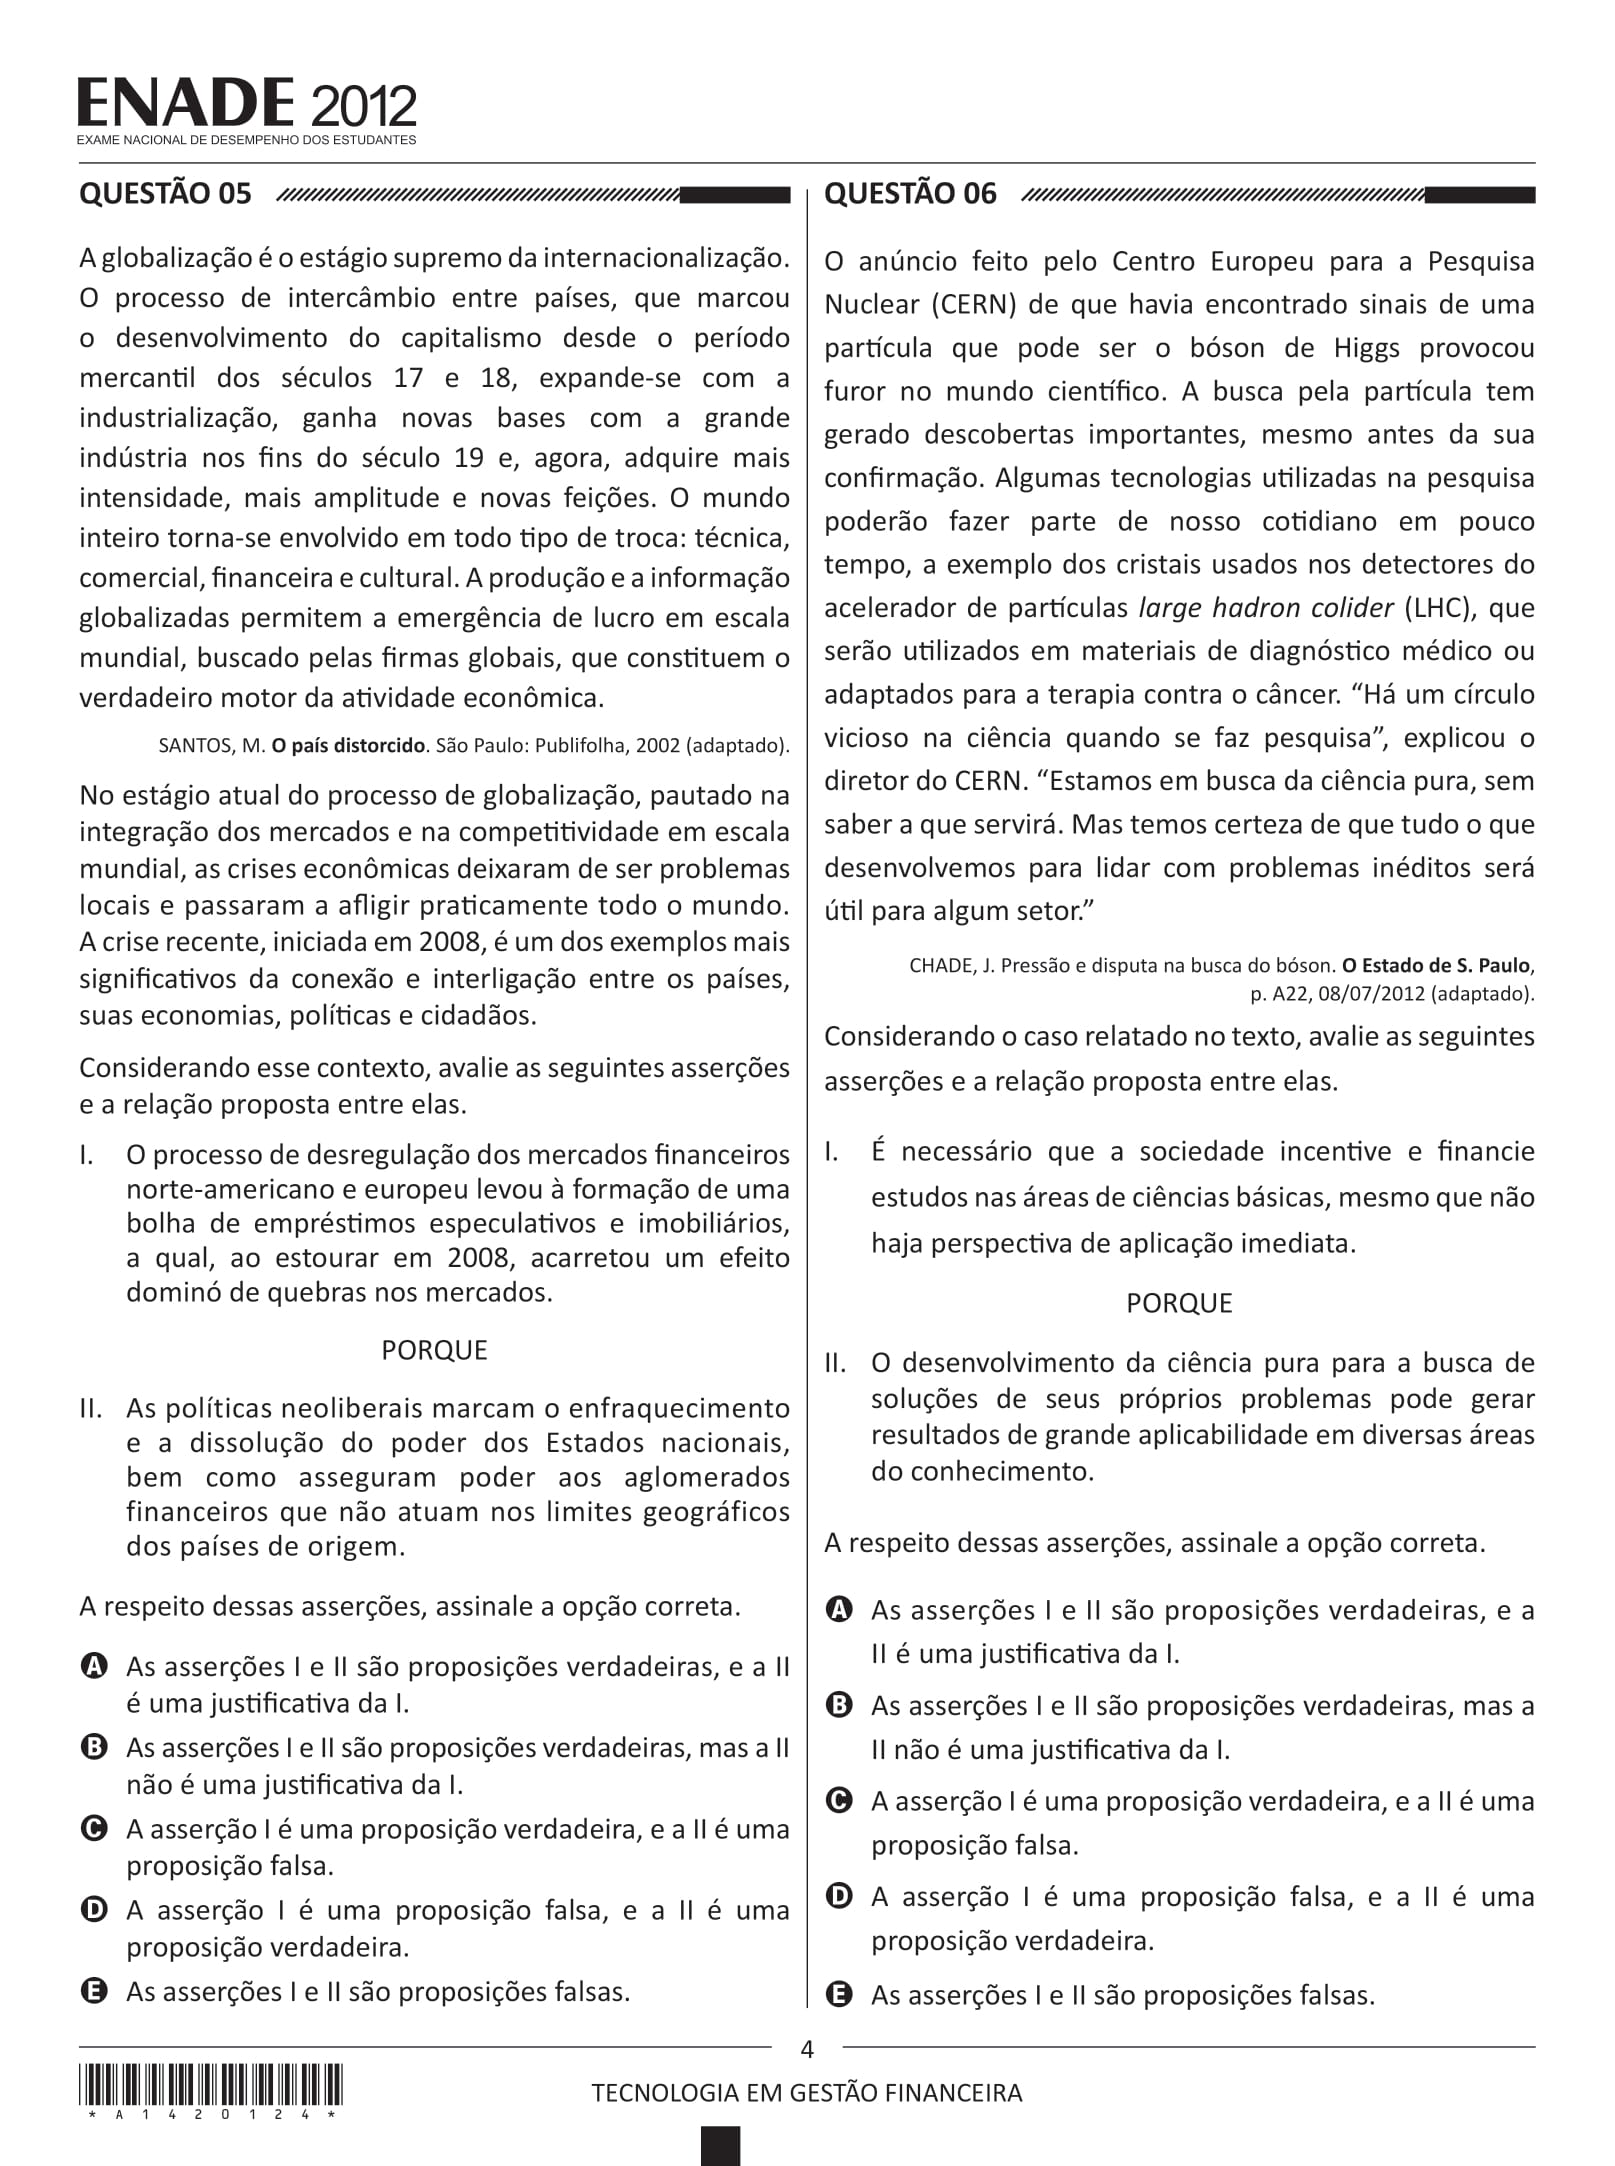 ENADE 2012
EXAME NACIONAL DE DESEMPENHO DOS ESTUDANTES
QUESTÃO 05
A globalização é o estágio supremo da internacionalização.
O processo de intercâmbio entre países, que marcou
o desenvolvimento do capitalismo desde o período
mercantil dos séculos 17 e 18, expande-se com a
industrialização, ganha novas bases com a grande
indústria nos fins do século 19 e, agora, adquire mais
intensidade, mais amplitude e novas feições. O mundo
inteiro torna-se envolvido em todo tipo de troca: técnica,
comercial, financeira e cultural. A produção e a informação
globalizadas permitem a emergência de lucro em escala
mundial, buscado pelas firmas globais, que constituem o
verdadeiro motor da atividade econômica.
SANTOS, M. O país distorcido. São Paulo: Publifolha, 2002 (adaptado).
No estágio atual do processo de globalização, pautado na
integração dos mercados e na competitividade em escala
mundial, as crises econômicas deixaram de ser problemas
locais e passaram a afligir praticamente todo o mundo.
A crise recente, iniciada em 2008, é um dos exemplos mais
significativos da conexão e interligação entre os países,
suas economias, políticas e cidadãos.
Considerando esse contexto, avalie as seguintes asserções
e a relação proposta entre elas.
I. O processo de desregulação dos mercados financeiros
norte-americano e europeu levou à formação de uma
bolha de empréstimos especulativos e imobiliários,
a qual, ao estourar em 2008, acarretou um efeito
dominó de quebras nos mercados.
PORQUE
II. As políticas neoliberais marcam o enfraquecimento
e a dissolução do poder dos Estados nacionais,
bem como asseguram poder aos aglomerados
financeiros que não atuam nos limites geográficos
dos países de origem.
A respeito dessas asserções, assinale a opção correta.
A As asserções I e II são proposições verdadeiras, e a II
é uma justificativa da I.
B As asserções I e II são proposições verdadeiras, mas a II
não é uma justificativa da I.
C A asserção I é uma proposição verdadeira, e a II é uma
proposição falsa.
D A asserção I é uma proposição falsa, e a II é uma
proposição verdadeira.
E As asserções I e II são proposições falsas.
QUESTÃO 06
O anúncio feito pelo Centro Europeu para a Pesquisa
Nuclear (CERN) de que havia encontrado sinais de uma
partícula que pode ser o bóson de Higgs provocou
furor no mundo científico. A busca pela partícula tem
gerado descobertas importantes, mesmo antes da sua
confirmação. Algumas tecnologias utilizadas na pesquisa
poderão fazer parte de nosso cotidiano em pouco
tempo, a exemplo dos cristais usados nos detectores do
acelerador de partículas large hadron colider (LHC), que
serão utilizados em materiais de diagnóstico médico ou
adaptados para a terapia contra o câncer. “Há um círculo
vicioso na ciência quando se faz pesquisa”, explicou o
diretor do CERN. “Estamos em busca da ciência pura, sem
saber a que servirá. Mas temos certeza de que tudo o que
desenvolvemos para lidar com problemas inéditos será
útil para algum setor.”
CHADE, J. Pressão e disputa na busca do bóson. O Estado de S. Paulo,
p. A22, 08/07/2012 (adaptado).
Considerando o caso relatado no texto, avalie as seguintes
asserções e a relação proposta entre elas.
I. É necessário que a sociedade incentive e financie
estudos nas áreas de ciências básicas, mesmo que não
haja perspectiva de aplicação imediata.
PORQUE
II. O desenvolvimento da ciência pura para a busca de
soluções de seus próprios problemas pode gerar
resultados de grande aplicabilidade em diversas áreas
do conhecimento.
A respeito dessas asserções, assinale a opção correta.
A As asserções I e II são proposições verdadeiras, e a
II é uma justificativa da I.
B As asserções I e II são proposições verdadeiras, mas a
II não é uma justificativa da I.
C A asserção I é uma proposição verdadeira, e a II é uma
proposição falsa.
D A asserção I é uma proposição falsa, e a II é uma
proposição verdadeira.
E As asserções I e II são proposições falsas.
4
TECNOLOGIA EM GESTÃO FINANCEIRA
*A1420124*